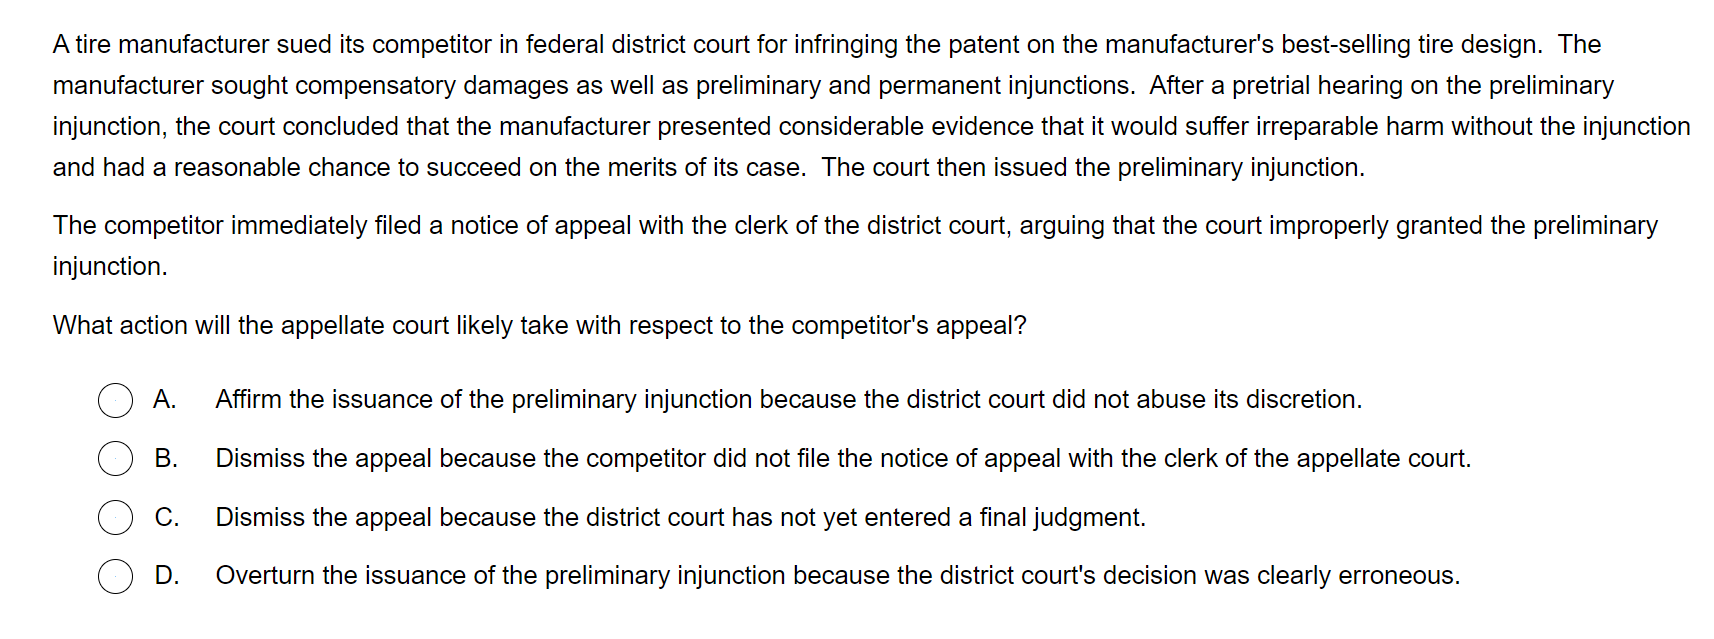 A tire manufacturer sued its competitor in federal district court for infringing the patent on the manufacturer's best-selling tire design.  The
manufacturer sought compensatory damages as well as preliminary and permanent injunctions.  After a pretrial hearing on the preliminary
injunction, the court concluded that the manufacturer presented considerable evidence that it would suffer irreparable harm without the injunction
and had a reasonable chance to succeed on the merits of its case.  The court then issued the preliminary injunction.
The competitor immediately filed a notice of appeal with the clerk of the district court, arguing that the court improperly granted the preliminary
injunction.
What action will the appellate court likely take with respect to the competitor's appeal?
A. Affirm the issuance of the preliminary injunction because the district court did not abuse its discretion.
B. Dismiss the appeal because the competitor did not file the notice of appeal with the clerk of the appellate court.
C. Dismiss the appeal because the district court has not yet entered a final judgment.
D. Overturn the issuance of the preliminary injunction because the district court's decision was clearly erroneous.